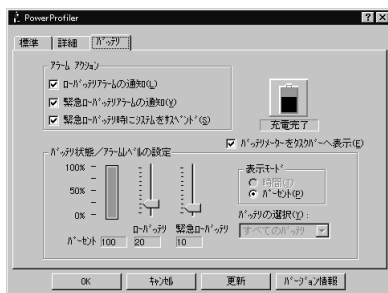 PowerProfiler
標準 詳細 ﾊﾞｯﾃﾘ
ｱﾗｰﾑ ｱｸｼｮﾝ
ﾛｰﾊﾞｯﾃﾘｱﾗｰﾑの通知(L)
緊急ﾛｰﾊﾞｯﾃﾘｱﾗｰﾑの通知(Y)
緊急ﾛｰﾊﾞｯﾃﾘ時にｼｽﾃﾑをｻｽﾍﾟﾝﾄﾞ(S)
充電完了
ﾊﾞｯﾃﾘﾒｰﾀｰをﾀｽｸﾊﾞｰへ表示(E)
ﾊﾞｯﾃﾘ状態／ｱﾗｰﾑﾚﾍﾞﾙの設定
100%
50%
0%
ﾛｰﾊﾞｯﾃﾘ 緊急ﾛｰﾊﾞｯﾃﾘ
ﾊﾟｰｾﾝﾄ 100 20 10
表示ﾓｰﾄﾞ
時間(T)
ﾊﾟｰｾﾝﾄ(P)
ﾊﾞｯﾃﾘの選択(Y):
すべてのﾊﾞｯﾃﾘ
OK ｷｬﾝｾﾙ 更新 ﾊﾞｰｼﾞｮﾝ情報